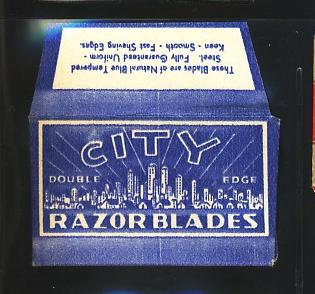 These Blades are of Natural Blue Tempered
Steel. Fully Guaranteed Uniform -
Keen - Smooth - Fast Shaving Edges.
CITY
DOUBLE EDGE
RAZOR BLADES